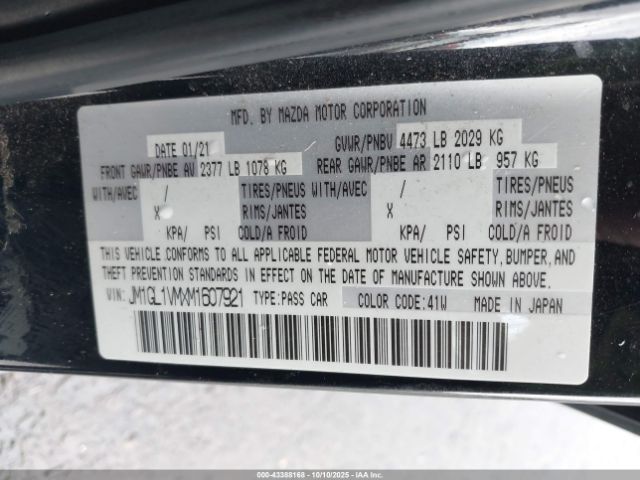 MFD. BY MAZDA MOTOR CORPORATION
DATE 01/21 GVWR/PNBV 4473 LB 2029 KG
FRONT GAWR/PNBE AV 2377 LB 1078 KG REAR GAWR/PNBE AR 2110 LB 957 KG
WITH/AVEC / TIRES/PNEUS WITH/AVEC / TIRES/PNEUS
X RIMS/JANTES X RIMS/JANTES
KPA/ PSI COLD/A FROID KPA/ PSI COLD/A FROID
THIS VEHICLE CONFORMS TO ALL APPLICABLE FEDERAL MOTOR VEHICLE SAFETY, BUMPER, AND
THEFT PREVENTION STANDARDS IN EFFECT ON THE DATE OF MANUFACTURE SHOWN ABOVE.
VIN: JM1GL1VMXM1607921 TYPE:PASS CAR COLOR CODE:41W MADE IN JAPAN
000-43388168 - 10/10/2025 - IAAI.COM